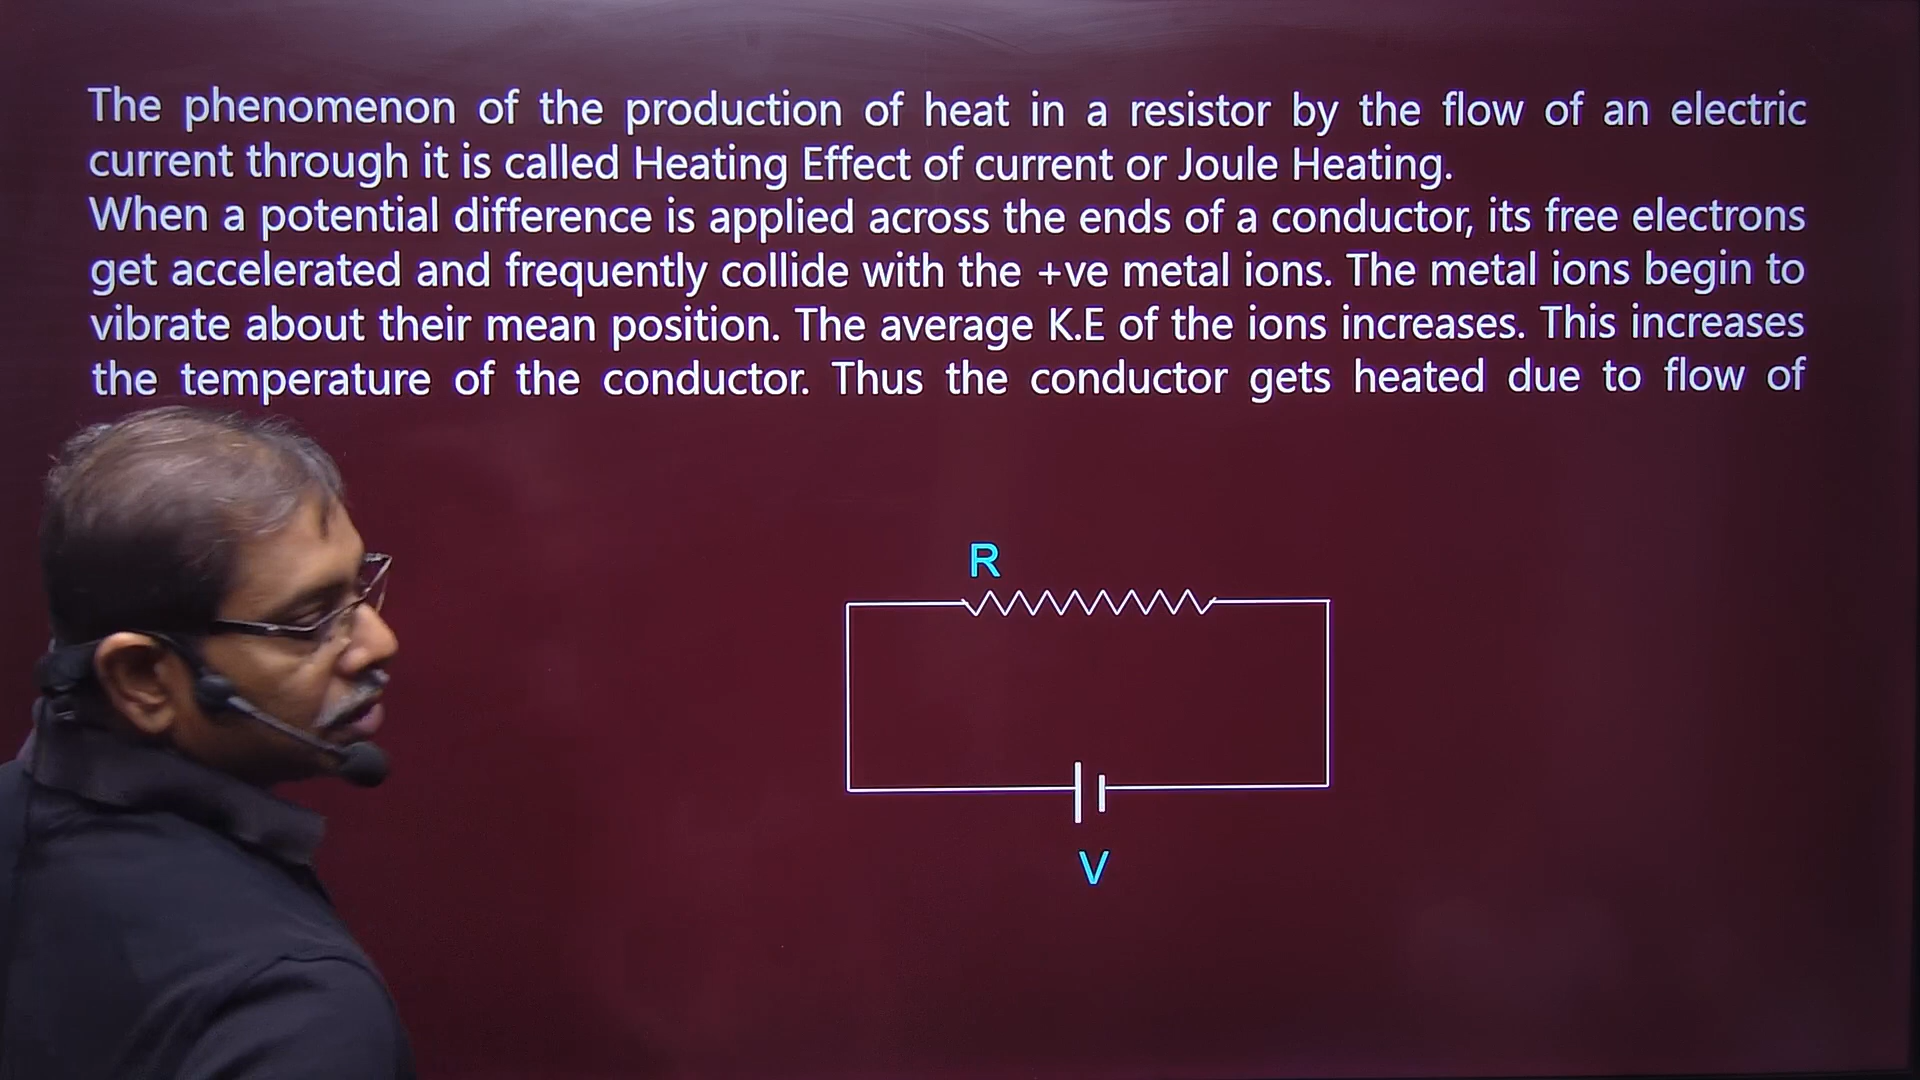 The phenomenon of the production of heat in a resistor by the flow of an electric
current through it is called Heating Effect of current or Joule Heating.
When a potential difference is applied across the ends of a conductor, its free electrons
get accelerated and frequently collide with the +ve metal ions. The metal ions begin to
vibrate about their mean position. The average K.E of the ions increases. This increases
the temperature of the conductor. Thus the conductor gets heated due to flow of
R
V